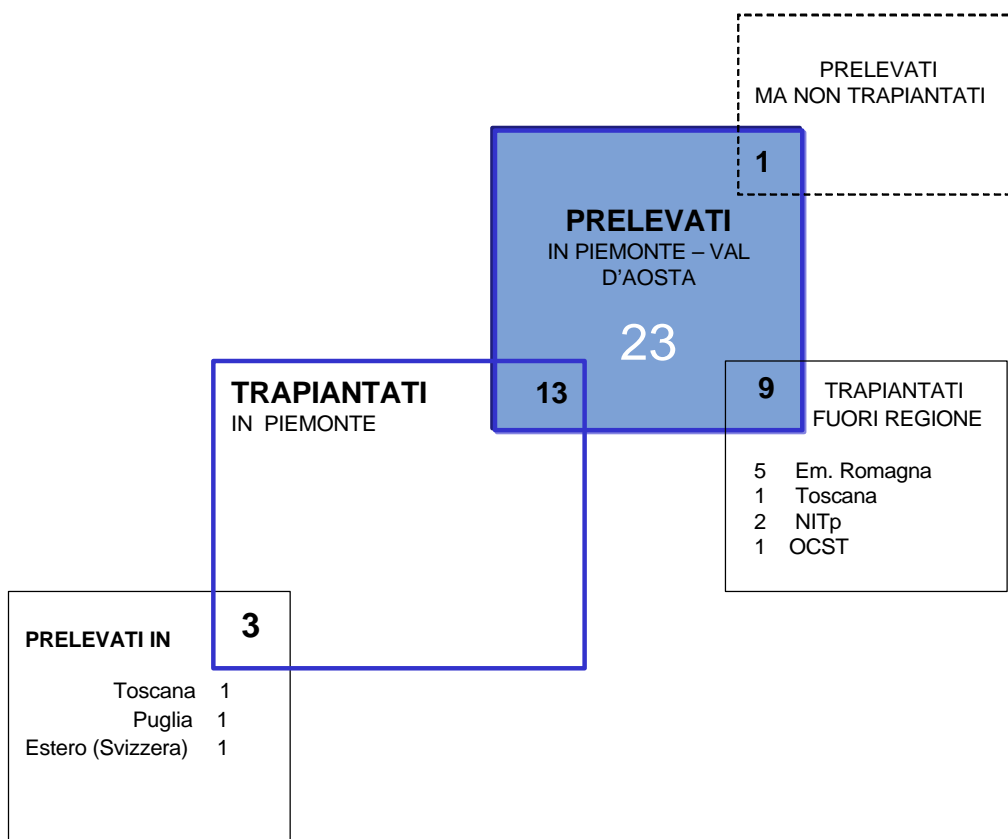 PRELEVATI
MA NON TRAPIANTATI
1
PRELEVATI
IN PIEMONTE – VAL
D'AOSTA
23
TRAPIANTATI
IN PIEMONTE
13
9
TRAPIANTATI
FUORI REGIONE
5 Em. Romagna
1 Toscana
2 NITp
1 OCST
3
PRELEVATI IN
Toscana 1
Puglia 1
Estero (Svizzera) 1